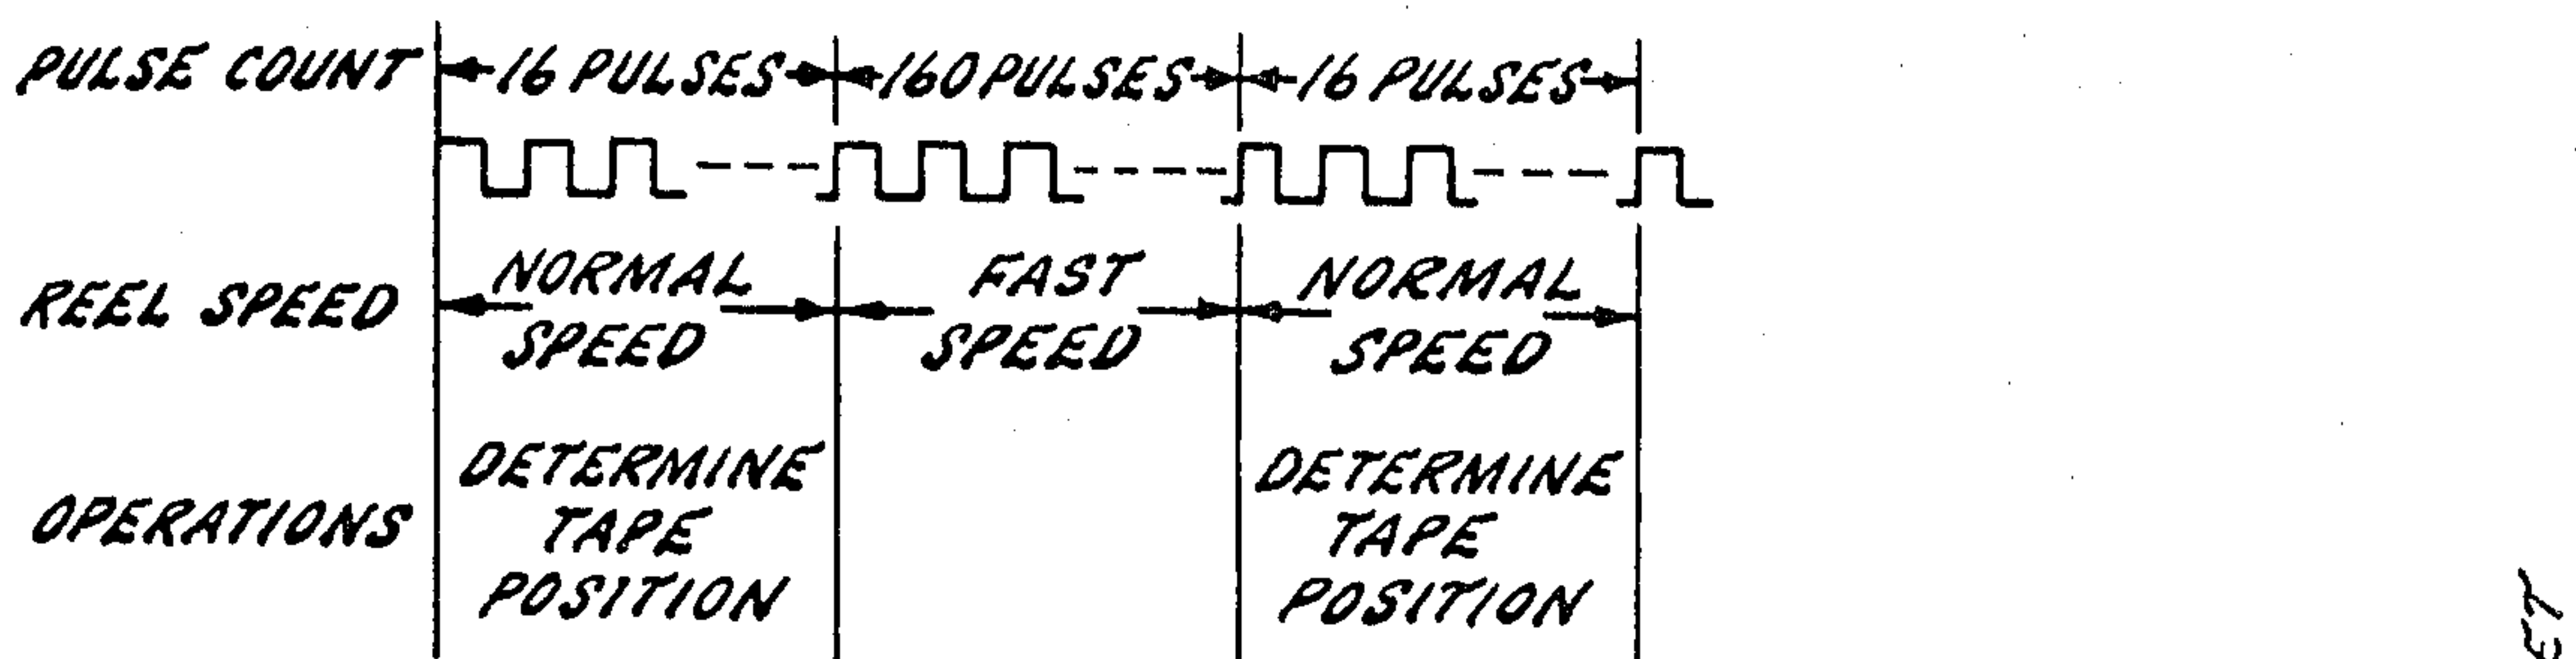 PULSE COUNT 16 PULSES 160 PULSES 16 PULSES
REEL SPEED NORMAL SPEED FAST SPEED NORMAL SPEED
OPERATIONS DETERMINE TAPE POSITION DETERMINE TAPE POSITION